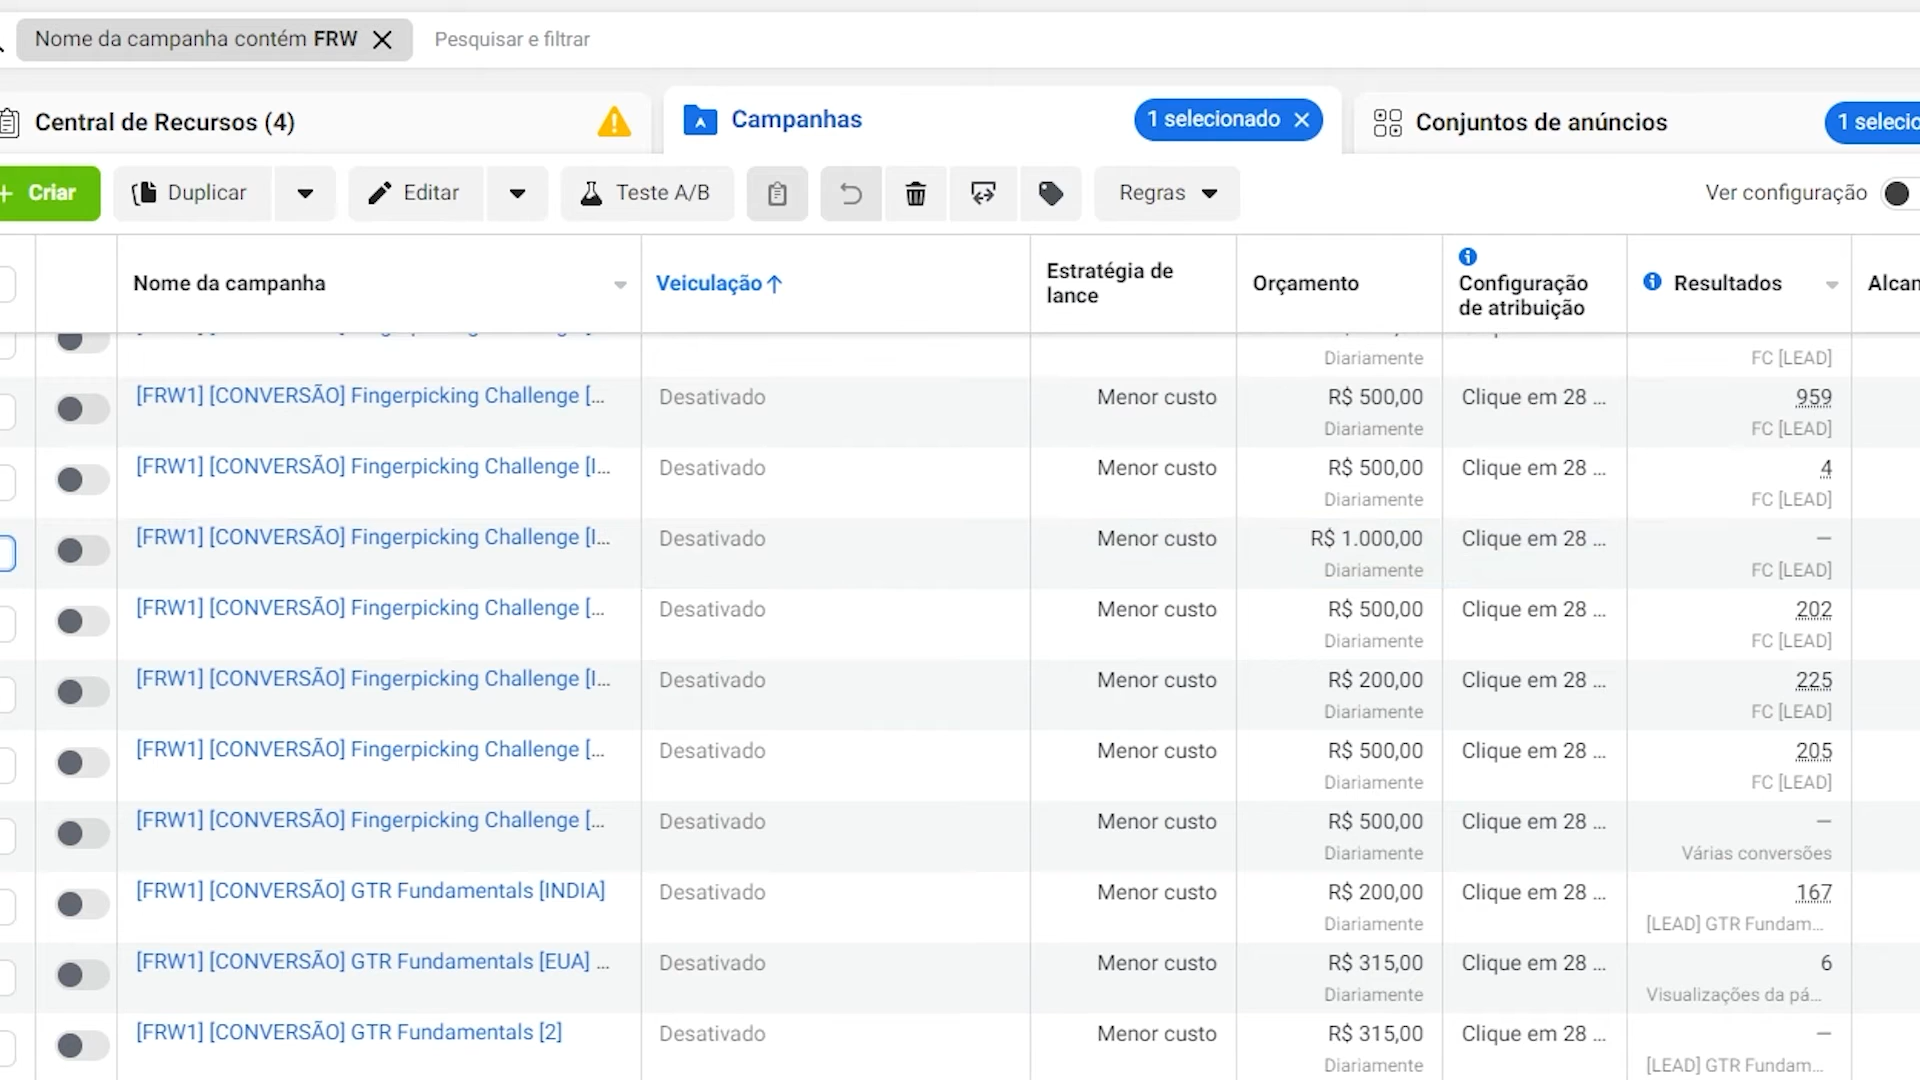 Nome da campanha contém FRW
Pesquisar e filtrar
Central de Recursos (4)
Campanhas
1 selecionado
Conjuntos de anúncios
1 selecio
+ Criar
Duplicar
Editar
Teste A/B
Regras
Ver configuração
Nome da campanha
Veiculação
Estratégia de
lance
Orçamento
Configuração
de atribuição
Resultados
Alcan
Diariamente
FC [LEAD]
[FRW1] [CONVERSÃO] Fingerpicking Challenge [...
Desativado
Menor custo
R$ 500,00
Diariamente
Clique em 28 ...
959
FC [LEAD]
[FRW1] [CONVERSÃO] Fingerpicking Challenge [I...
Desativado
Menor custo
R$ 500,00
Diariamente
Clique em 28 ...
4
FC [LEAD]
[FRW1] [CONVERSÃO] Fingerpicking Challenge [I...
Desativado
Menor custo
R$ 1.000,00
Diariamente
Clique em 28 ...
—
FC [LEAD]
[FRW1] [CONVERSÃO] Fingerpicking Challenge [...
Desativado
Menor custo
R$ 500,00
Diariamente
Clique em 28 ...
202
FC [LEAD]
[FRW1] [CONVERSÃO] Fingerpicking Challenge [I...
Desativado
Menor custo
R$ 200,00
Diariamente
Clique em 28 ...
225
FC [LEAD]
[FRW1] [CONVERSÃO] Fingerpicking Challenge [...
Desativado
Menor custo
R$ 500,00
Diariamente
Clique em 28 ...
205
FC [LEAD]
[FRW1] [CONVERSÃO] Fingerpicking Challenge [...
Desativado
Menor custo
R$ 500,00
Diariamente
Clique em 28 ...
—
Várias conversões
[FRW1] [CONVERSÃO] GTR Fundamentals [INDIA]
Desativado
Menor custo
R$ 200,00
Diariamente
Clique em 28 ...
167
[LEAD] GTR Fundam...
[FRW1] [CONVERSÃO] GTR Fundamentals [EUA] ...
Desativado
Menor custo
R$ 315,00
Diariamente
Clique em 28 ...
6
Visualizações da pá...
[FRW1] [CONVERSÃO] GTR Fundamentals [2]
Desativado
Menor custo
R$ 315,00
Diariamente
Clique em 28 ...
—
[LEAD] GTR Fundam...